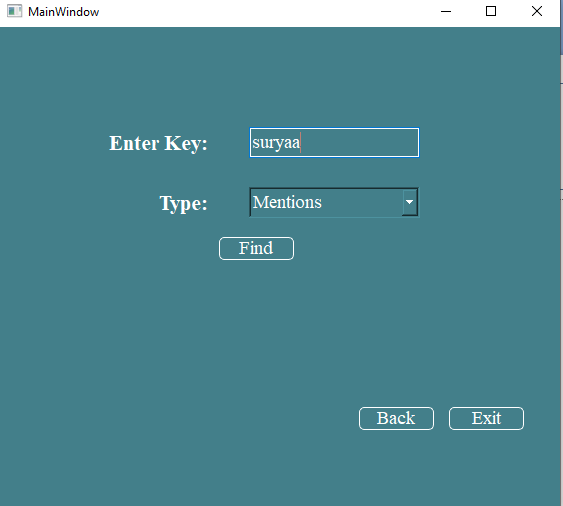 MainWindow
Enter Key: suryaa
Type: Mentions
Find
Back Exit